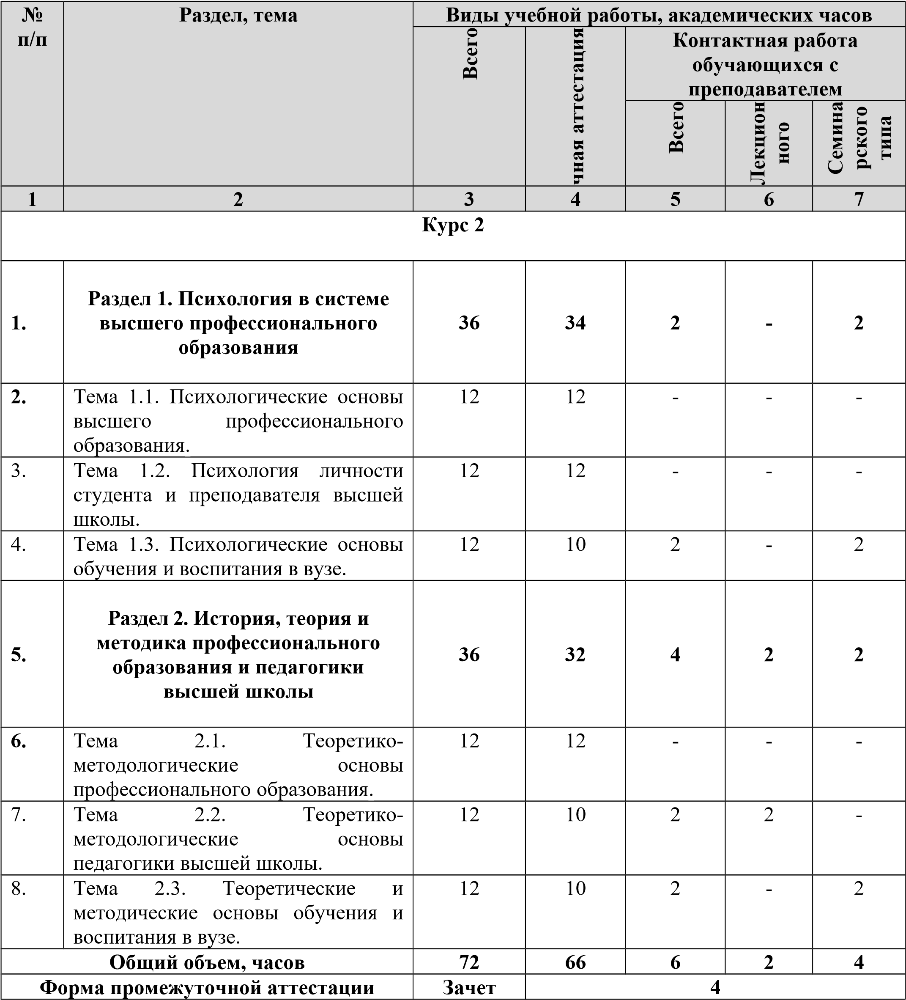 №
п/п
Раздел, тема
Виды учебной работы, академических часов
Всего
чная аттестация
Контактная работа
обучающихся с
преподавателем
Всего
Лекцион
ного
Семина
рского
типа
1 2 3 4 5 6 7
Курс 2
1.
Раздел 1. Психология в системе
высшего профессионального
образования
36 34 2 - 2
2. Тема 1.1. Психологические основы
высшего профессионального
образования.
12 12 - - -
3. Тема 1.2. Психология личности
студента и преподавателя высшей
школы.
12 12 - - -
4. Тема 1.3. Психологические основы
обучения и воспитания в вузе.
12 10 2 - 2
5.
Раздел 2. История, теория и
методика профессионального
образования и педагогики
высшей школы
36 32 4 2 2
6. Тема 2.1. Теоретико-
методологические основы
профессионального образования.
12 12 - - -
7. Тема 2.2. Теоретико-
методологические основы
педагогики высшей школы.
12 10 2 2 -
8. Тема 2.3. Теоретические и
методические основы обучения и
воспитания в вузе.
12 10 2 - 2
Общий объем, часов 72 66 6 2 4
Форма промежуточной аттестации Зачет 4